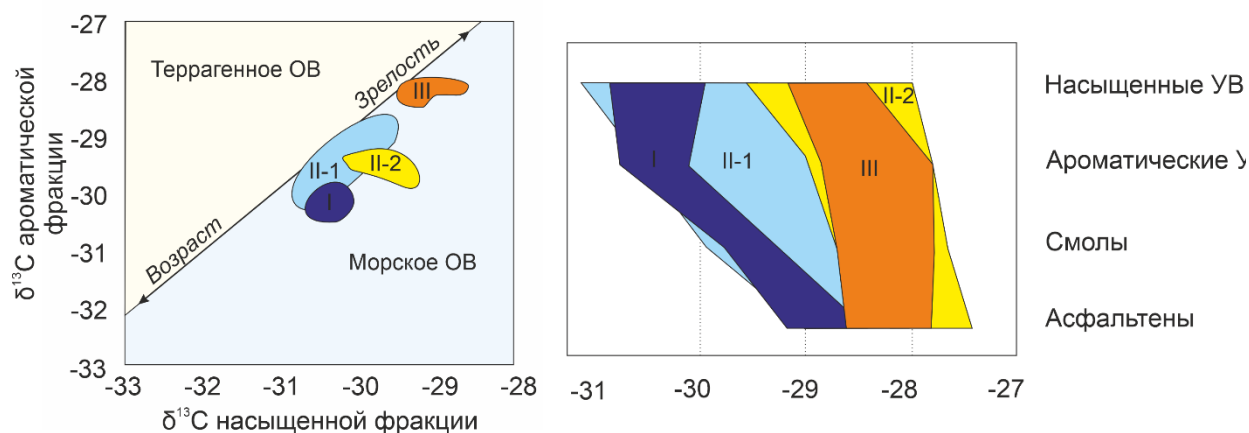 -27
-28
-29
-30
-31
-32
-33
δ¹³C ароматической
фракции
Террагенное ОВ
Зрелость
III
II-1
II-2
I
Возраст
Морское ОВ
-33 -32 -31 -30 -29 -28
δ¹³C насыщенной фракции
II-2
I
II-1
III
-31 -30 -29 -28 -27
Насыщенные УВ
Ароматические У
Смолы
Асфальтены